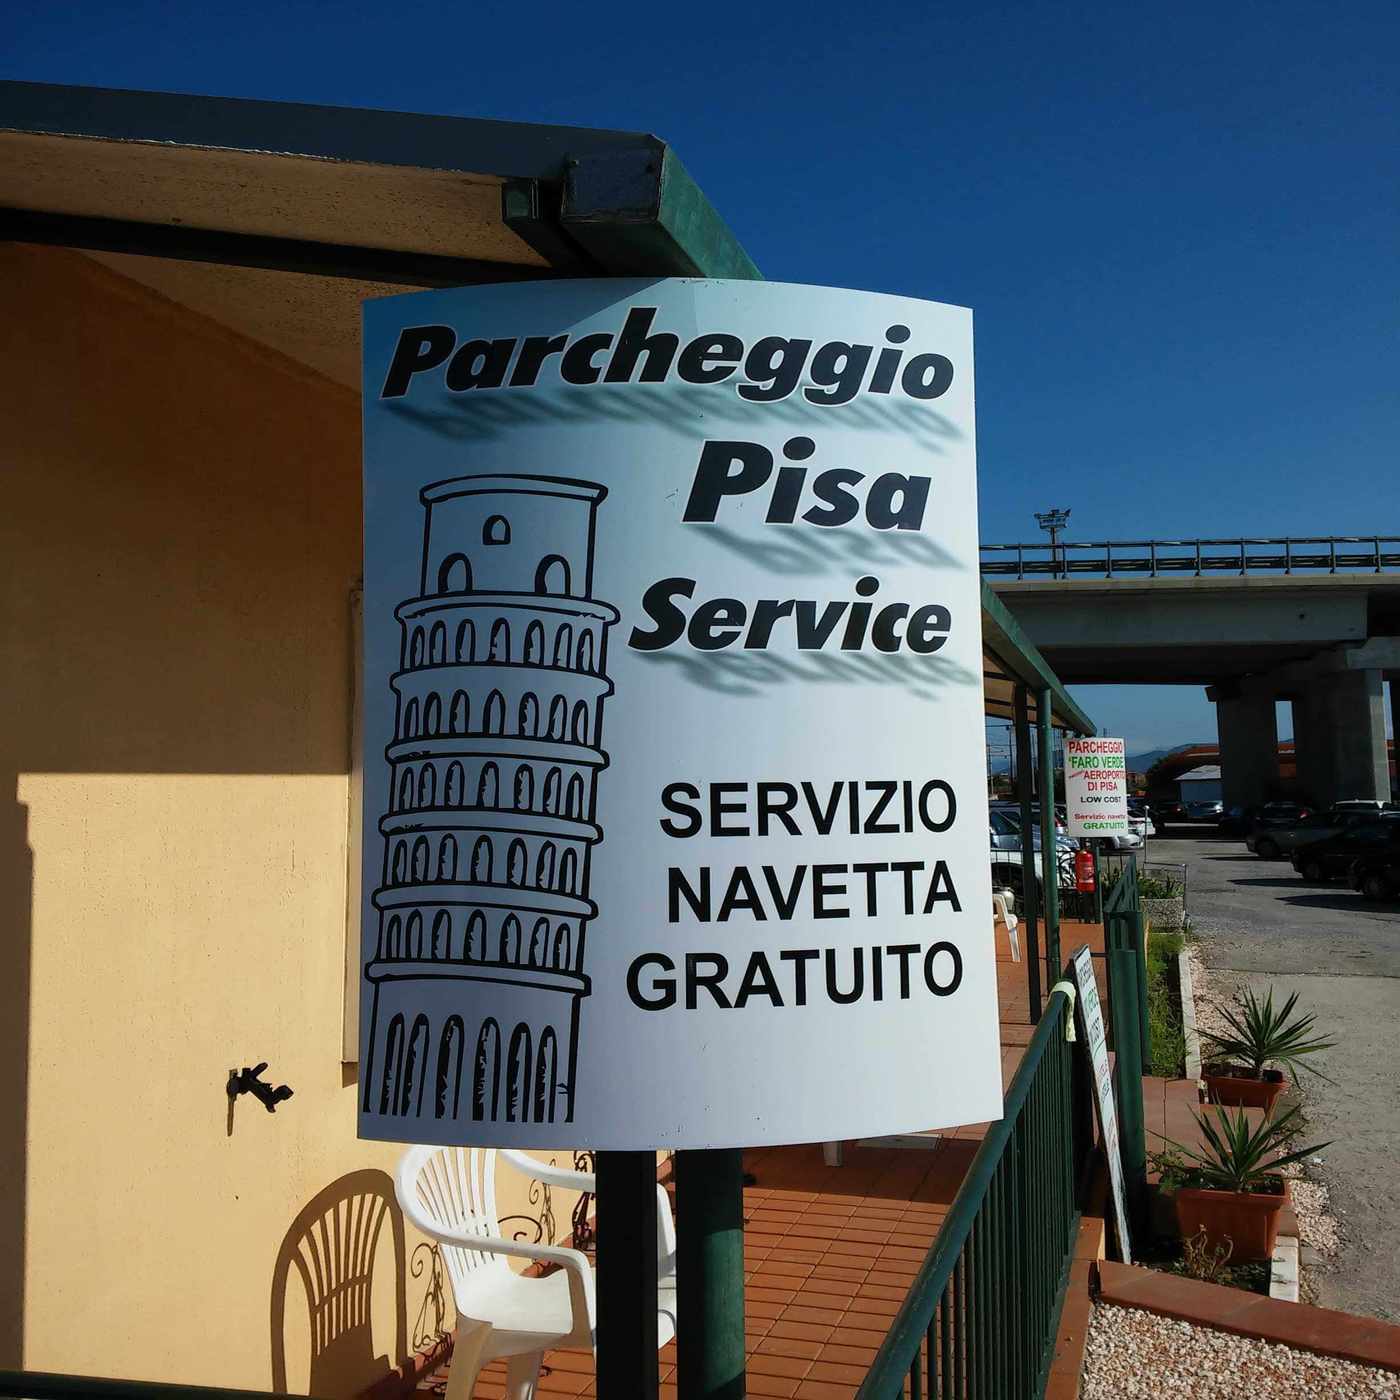 Parcheggio
Pisa
Service
SERVIZIO
NAVETTA
GRATUITO
PARCHEGGIO
"FARO VERDE"
AEROPORTO
DI PISA
LOW COST
Servizio navetta
GRATUITO